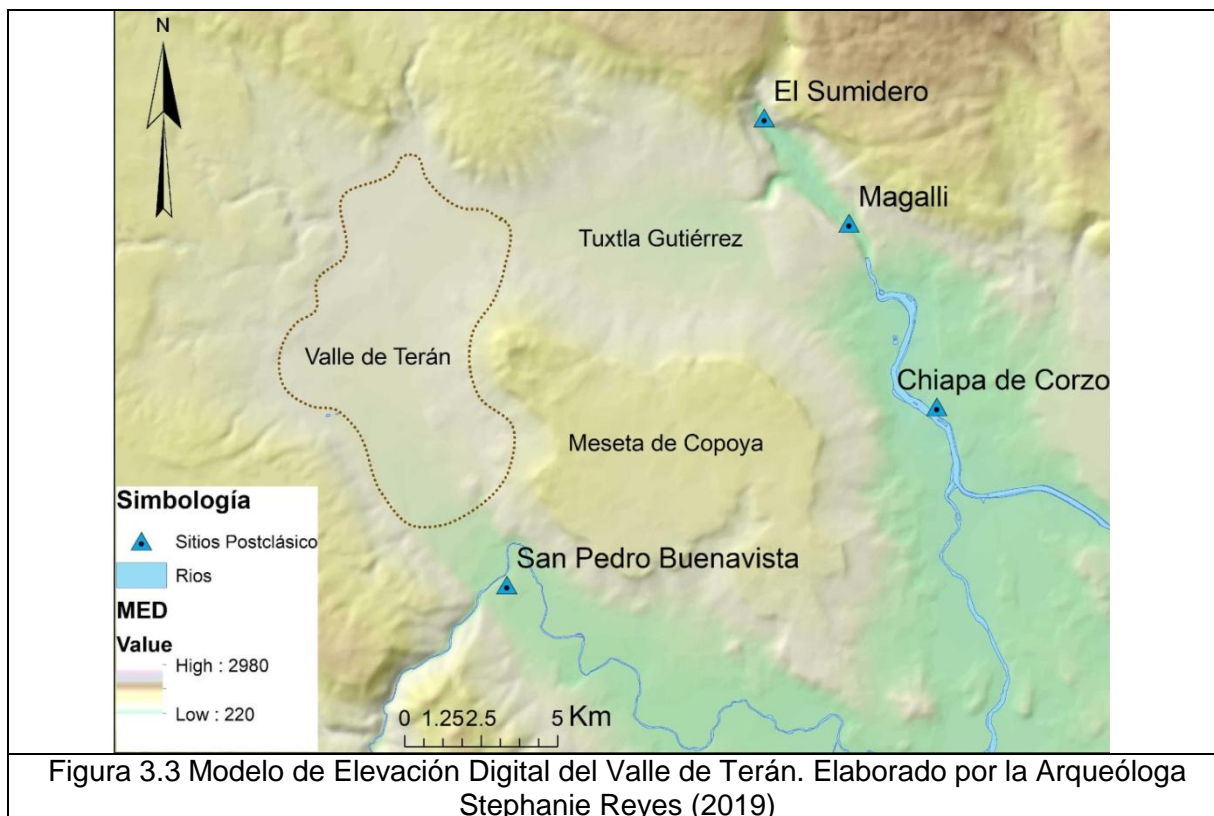 N
El Sumidero
Magalli
Tuxtla Gutiérrez
Valle de Terán
Chiapa de Corzo
Meseta de Copoya
San Pedro Buenavista
Simbología
Sitios Postclásico
Rios
MED
Value
High : 2980
Low : 220
0 1.252.5 5 Km
Figura 3.3 Modelo de Elevación Digital del Valle de Terán. Elaborado por la Arqueóloga
Stephanie Reyes (2019)